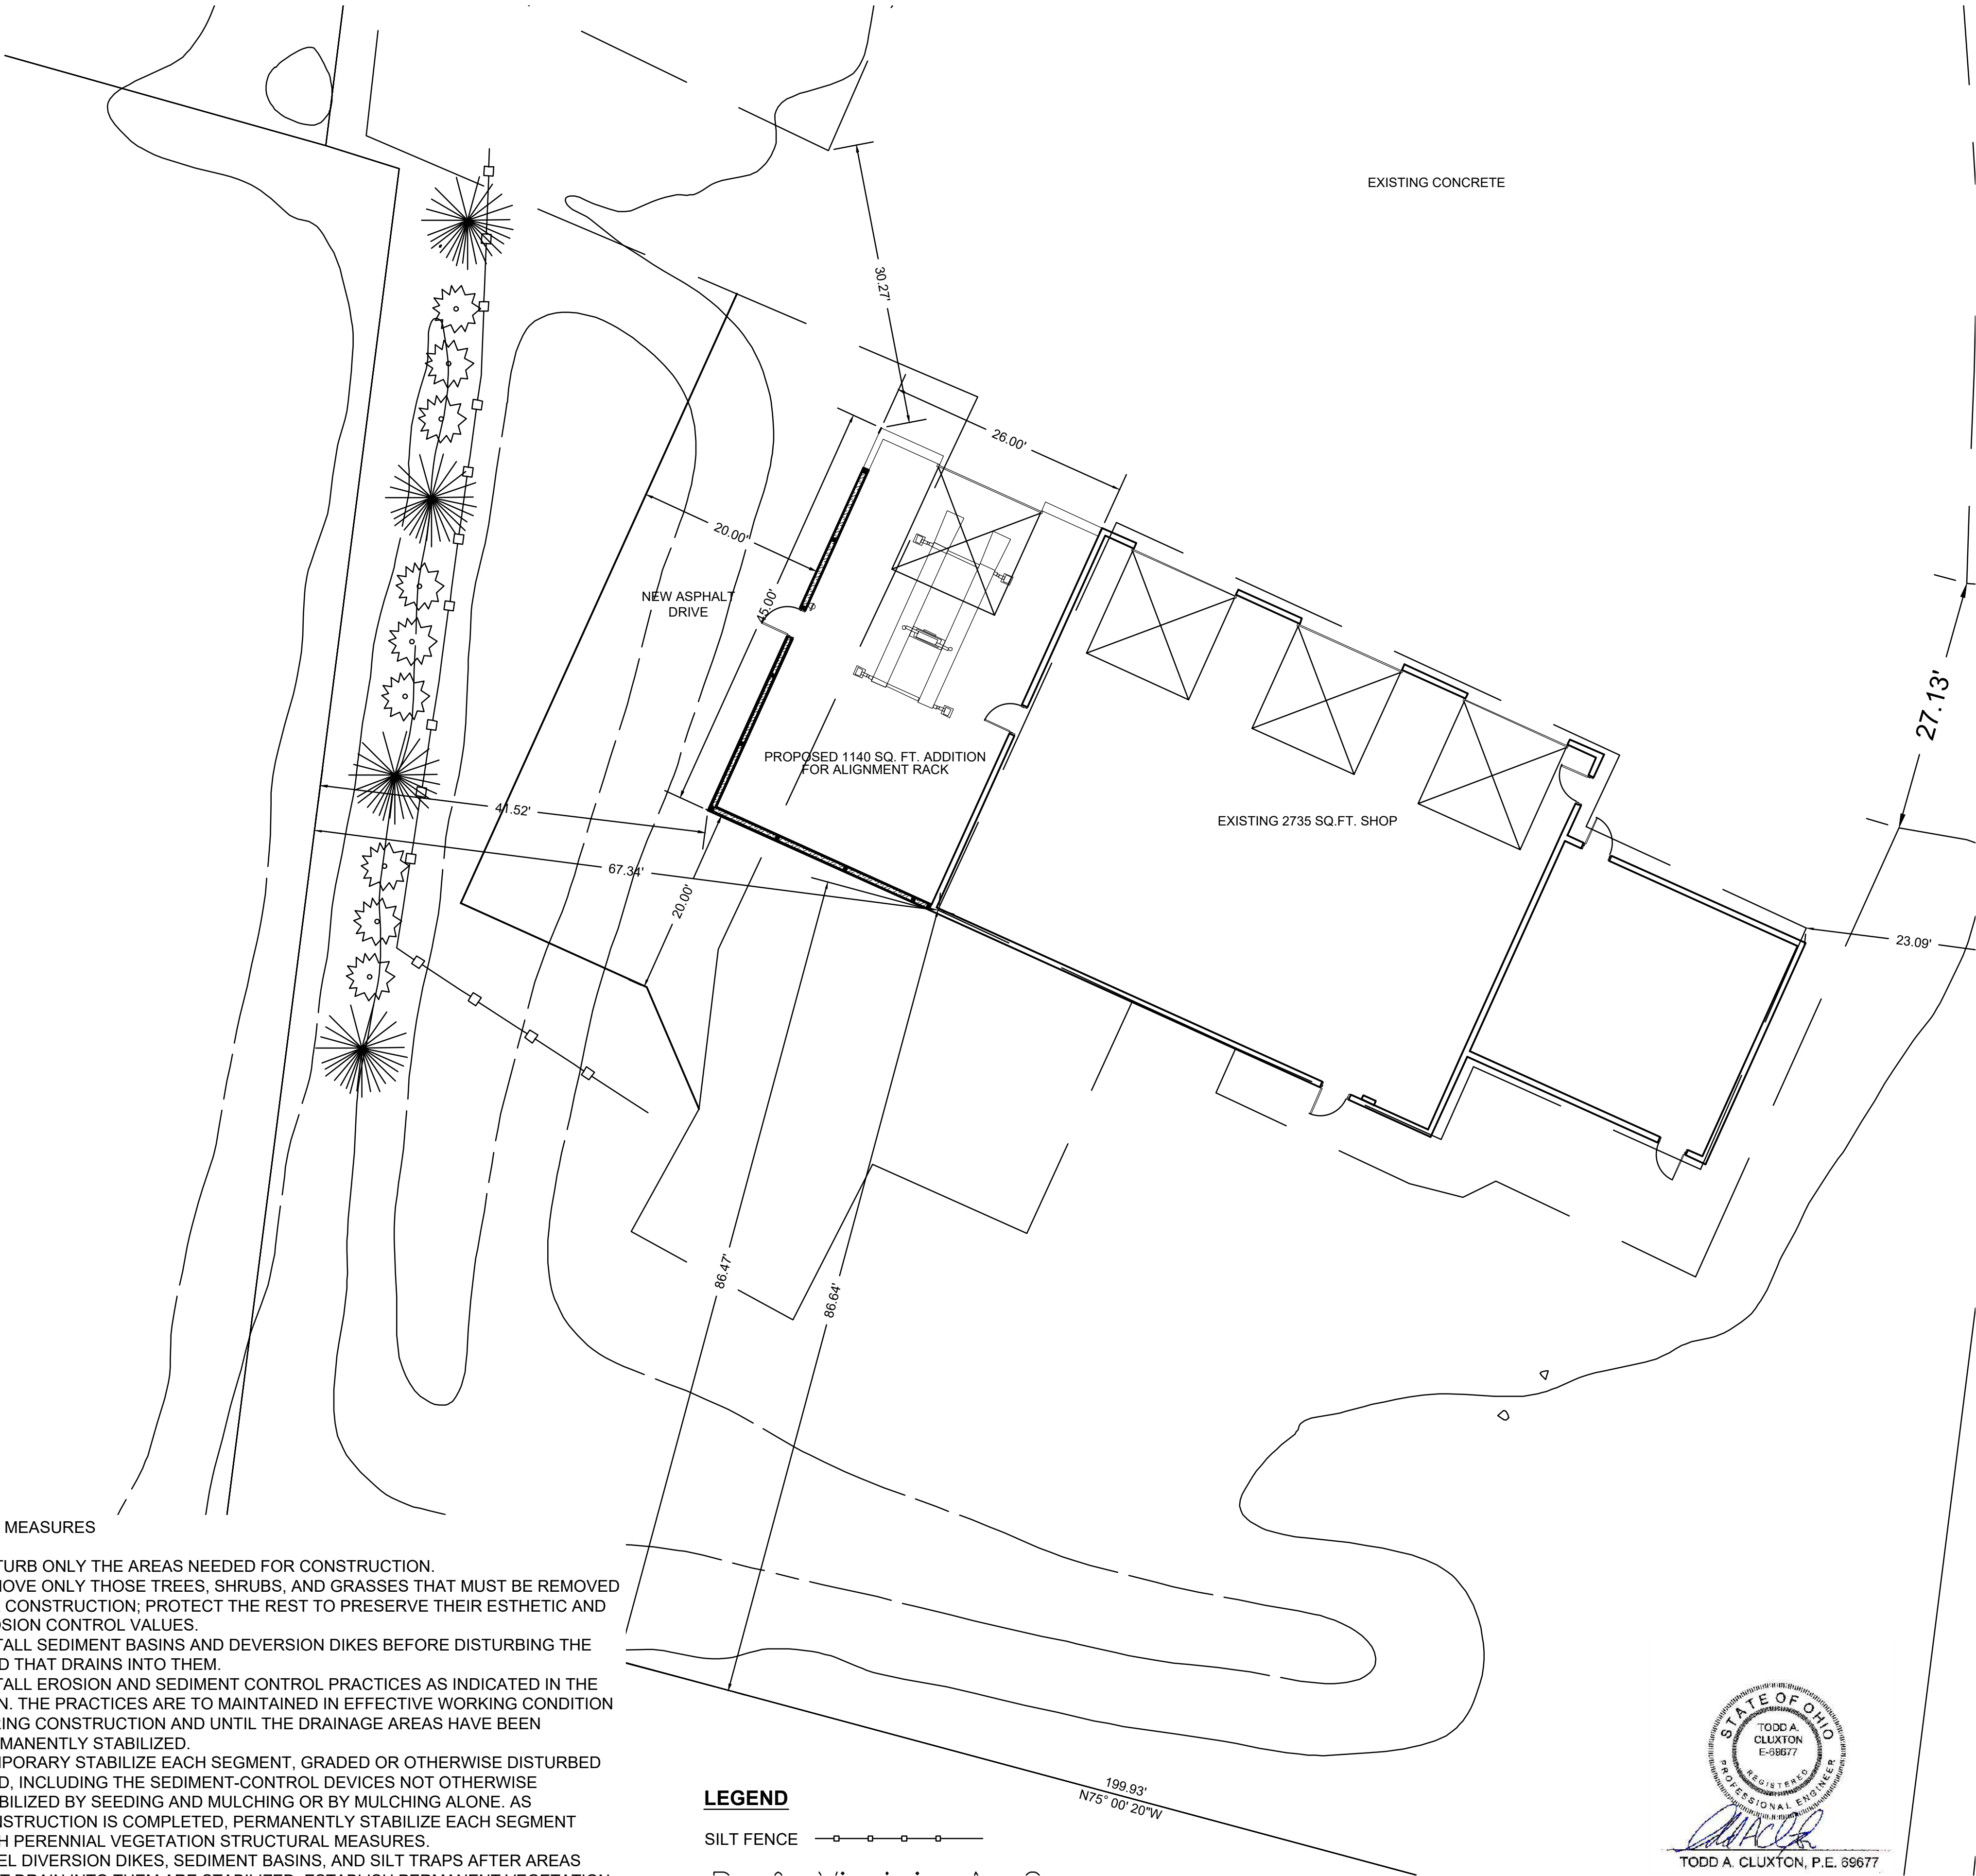 EXISTING CONCRETE
30.27'
26.00'
20.00'
45.00'
NEW ASPHALT
DRIVE
27.13'
PROPOSED 1140 SQ. FT. ADDITION
FOR ALIGNMENT RACK
41.52'
EXISTING 2735 SQ.FT. SHOP
67.34'
20.00'
23.09'
86.47'
86.64'
MEASURES
TURB ONLY THE AREAS NEEDED FOR CONSTRUCTION.
MOVE ONLY THOSE TREES, SHRUBS, AND GRASSES THAT MUST BE REMOVED
CONSTRUCTION; PROTECT THE REST TO PRESERVE THEIR ESTHETIC AND
OSION CONTROL VALUES.
TALL SEDIMENT BASINS AND DEVERSION DIKES BEFORE DISTURBING THE
D THAT DRAINS INTO THEM.
TALL EROSION AND SEDIMENT CONTROL PRACTICES AS INDICATED IN THE
N. THE PRACTICES ARE TO MAINTAINED IN EFFECTIVE WORKING CONDITION
RING CONSTRUCTION AND UNTIL THE DRAINAGE AREAS HAVE BEEN
MANENTLY STABILIZED.
MPORARY STABILIZE EACH SEGMENT, GRADED OR OTHERWISE DISTURBED
D, INCLUDING THE SEDIMENT-CONTROL DEVICES NOT OTHERWISE
BILIZED BY SEEDING AND MULCHING OR BY MULCHING ALONE. AS
NSTRUCTION IS COMPLETED, PERMANENTLY STABILIZE EACH SEGMENT
H PERENNIAL VEGETATION STRUCTURAL MEASURES.
EL DIVERSION DIKES, SEDIMENT BASINS, AND SILT TRAPS AFTER AREAS
199.93'
N75° 00' 20"W
LEGEND
SILT FENCE
STATE OF OHIO
TODD A.
CLUXTON
E-69677
REGISTERED
PROFESSIONAL ENGINEER
TODD A. CLUXTON, P.E. 69677